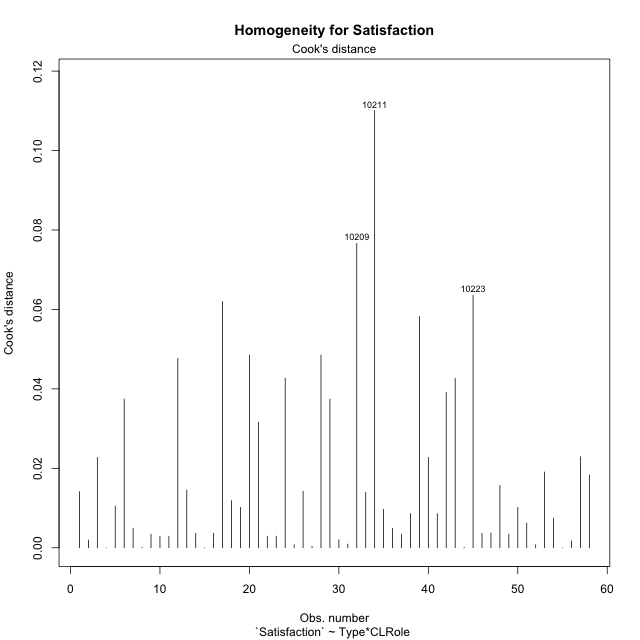 Homogeneity for Satisfaction
Cook's distance
Cook's distance
0.12
0.10
0.08
0.06
0.04
0.02
0.00
10211
10209
10223
0 10 20 30 40 50 60
Obs. number
`Satisfaction` ~ Type*CLRole